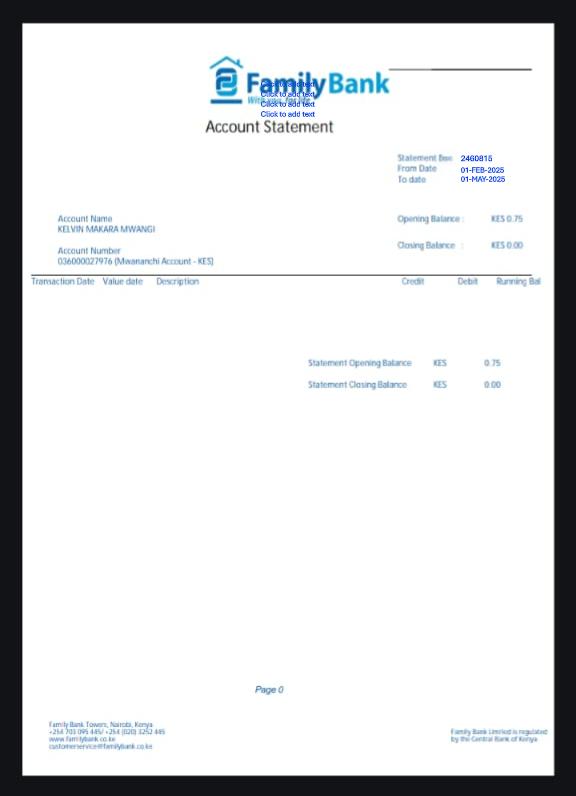 FamilyBank
With you, for life
Click to add text
Click to add text
Click to add text
Click to add text
Account Statement
Statement 2460815
From Date 01-FEB-2025
To date 01-MAY-2025
Account Name
KELVIN MAKARA MWANGI
Opening Balance : KES 0.75
Closing Balance : KES 0.00
Account Number
036000027976 (Mwananchi Account - KES)
Transaction Date Value date Description Credit Debit Running Bal
Statement Opening Balance KES 0.75
Statement Closing Balance KES 0.00
Page 0
Family Bank Towers, Nairobi, Kenya
+254 703 095 445/ +254 (020) 3252 445
www.familybank.co.ke
customerservice@familybank.co.ke
Family Bank Limited is regulated
by the Central Bank of Kenya